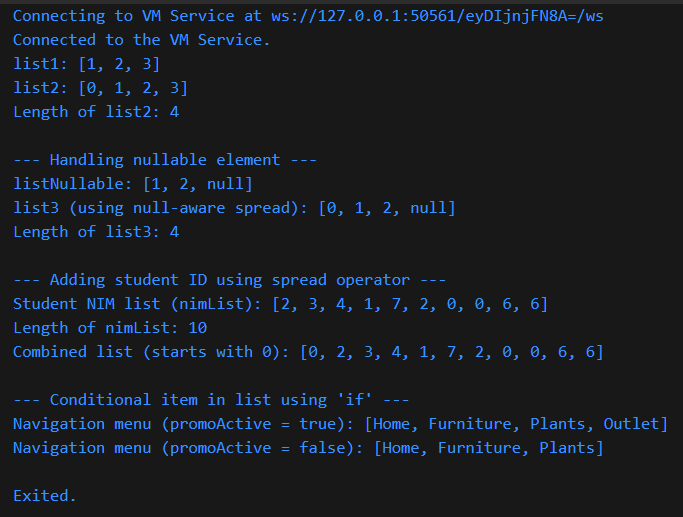 Connecting to VM Service at ws://127.0.0.1:50561/eyDIjnjFN8A=/ws
Connected to the VM Service.
list1: [1, 2, 3]
list2: [0, 1, 2, 3]
Length of list2: 4
--- Handling nullable element ---
listNullable: [1, 2, null]
list3 (using null-aware spread): [0, 1, 2, null]
Length of list3: 4
--- Adding student ID using spread operator ---
Student NIM list (nimList): [2, 3, 4, 1, 7, 2, 0, 0, 6, 6]
Length of nimList: 10
Combined list (starts with 0): [0, 2, 3, 4, 1, 7, 2, 0, 0, 6, 6]
--- Conditional item in list using 'if' ---
Navigation menu (promoActive = true): [Home, Furniture, Plants, Outlet]
Navigation menu (promoActive = false): [Home, Furniture, Plants]
Exited.